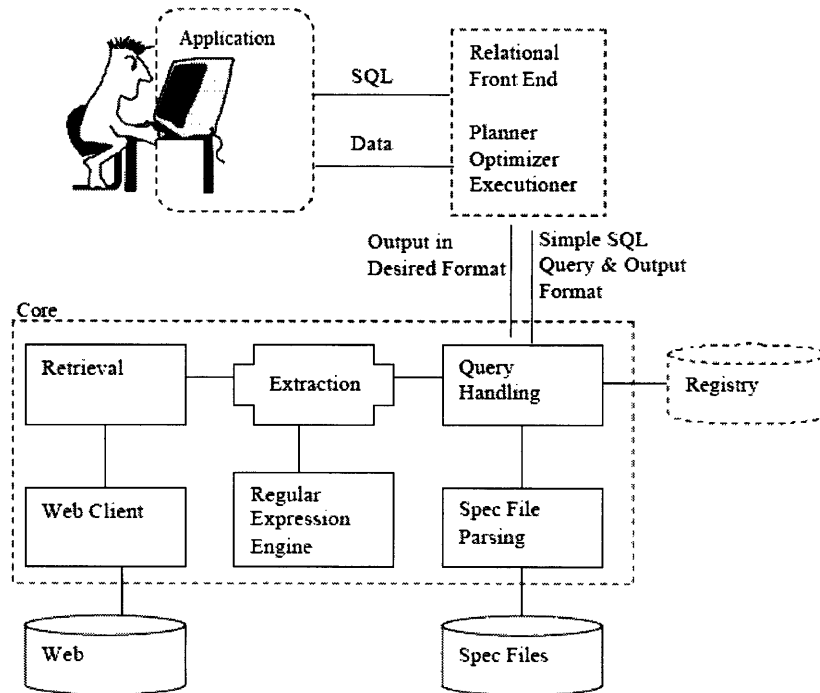 Application
SQL
Data
Relational
Front End
Planner
Optimizer
Executioner
Output in
Desired Format
Simple SQL
Query & Output
Format
Core
Retrieval
Extraction
Query
Handling
Registry
Web Client
Regular
Expression
Engine
Spec File
Parsing
Web
Spec Files